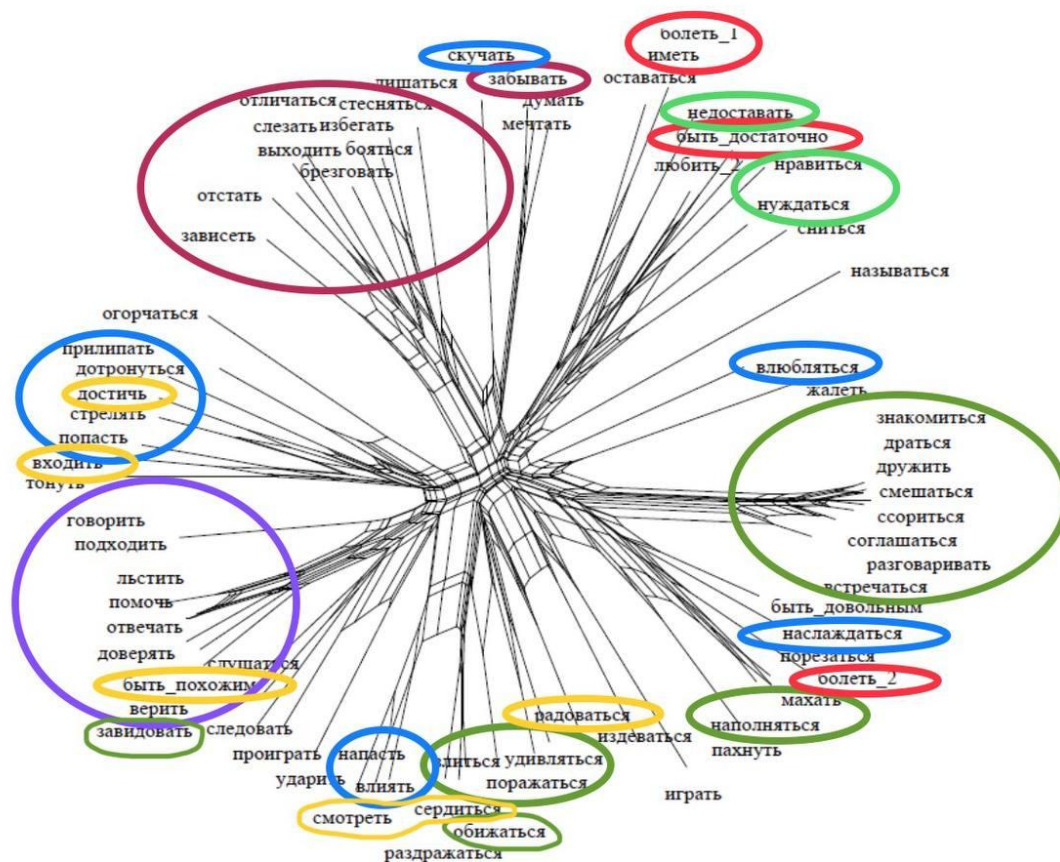 болеть_1
скучать
иметь
лишаться
забывать
оставаться
отличаться
стесняться
думать
недоставать
слезать
избегать
мечтать
быть_достаточно
выходить
бояться
любить_2
нравиться
брезговать
отстать
нуждаться
зависеть
сниться
называться
огорчаться
прилипать
дотронуться
влюбляться
достичь
жалеть
стрелять
знакомиться
попасть
драться
входить
дружить
тонуть
смешаться
говорить
ссориться
подходить
соглашаться
разговаривать
льстить
встречаться
помочь
быть_довольным
отвечать
наслаждаться
доверять
порезаться
слушаться
быть_похожим
болеть_2
верить
махать
завидовать
следовать
радоваться
наполняться
издеваться
проиграть
напасть
злиться
удивляться
пахнуть
ударить
влиять
поражаться
играть
смотреть
сердиться
обижаться
раздражаться